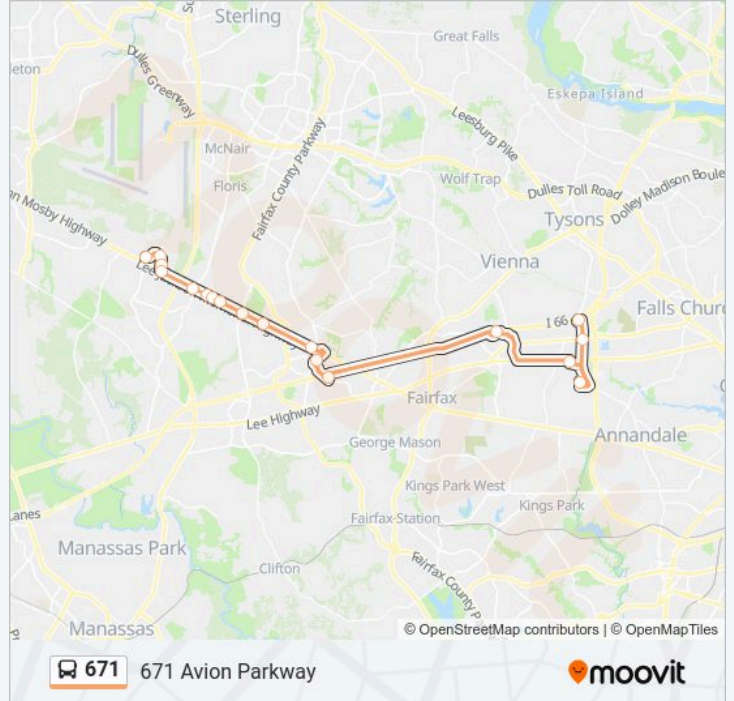 Sterling
Great Falls
Dulles Greenway
Eskepa Island
Leesburg Pike
McNair
Fairfax County Parkway
Wolf Trap
Floris
Dulles Toll Road
Dolley Madison Boule
Tysons
n Mosby Highway
Vienna
I 66
Falls Churc
Fairfax
Lee Highway
Annandale
George Mason
Kings Park West
Kings Park
Fairfax Station
anes
Manassas Park
Clifton
Fairfax County P
Manassas
© OpenStreetMap contributors | © OpenMapTiles
671 671 Avion Parkway
moovit